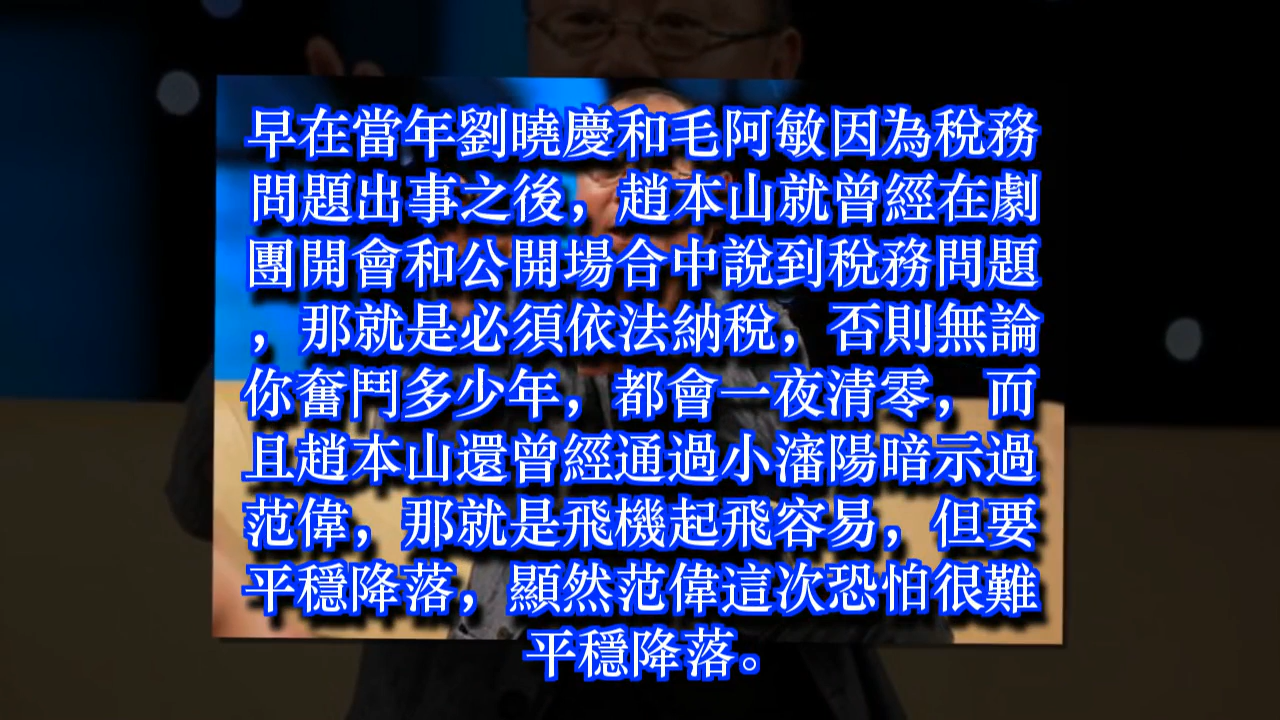 早在當年劉曉慶和毛阿敏因為稅務
問題出事之後，趙本山就曾經在劇
團開會和公開場合中說到稅務問題
，那就是必須依法納稅，否則無論
你奮鬥多少年，都會一夜清零，而
且趙本山還曾經通過小瀋陽暗示過
范偉，那就是飛機起飛容易，但要
平穩降落，顯然范偉這次恐怕很難
平穩降落。